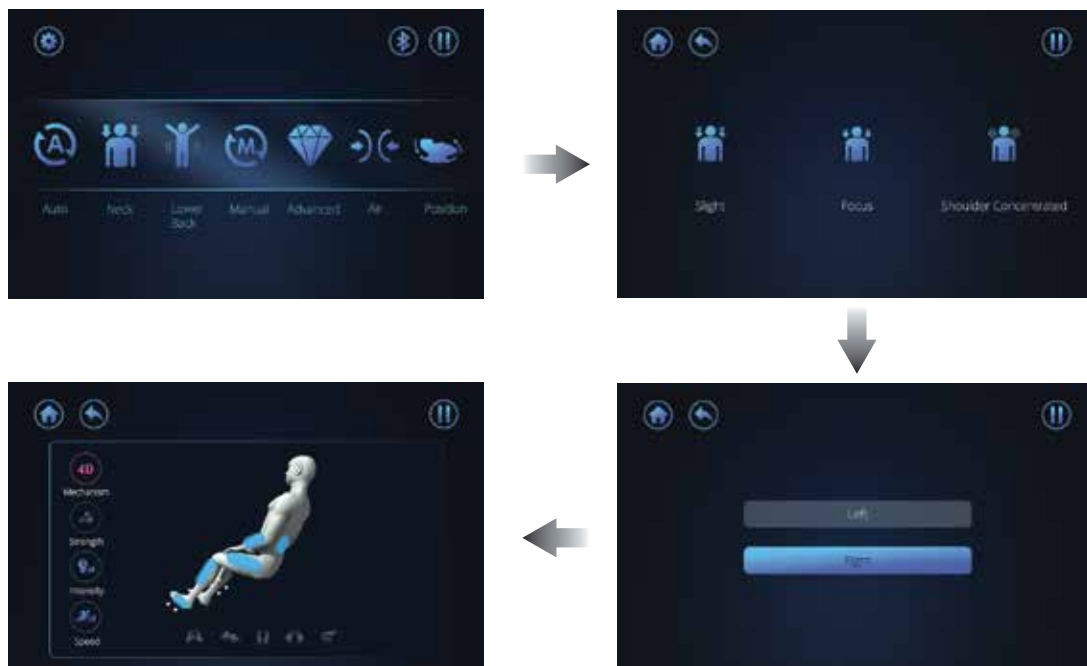 A
M
Auto
Neck
Lower
Back
Manual
Advanced
Air
Position
Slight
Focus
Shoulder Concentrated
Left
Right
4D
Mechanism
Strength
Intensity
Speed